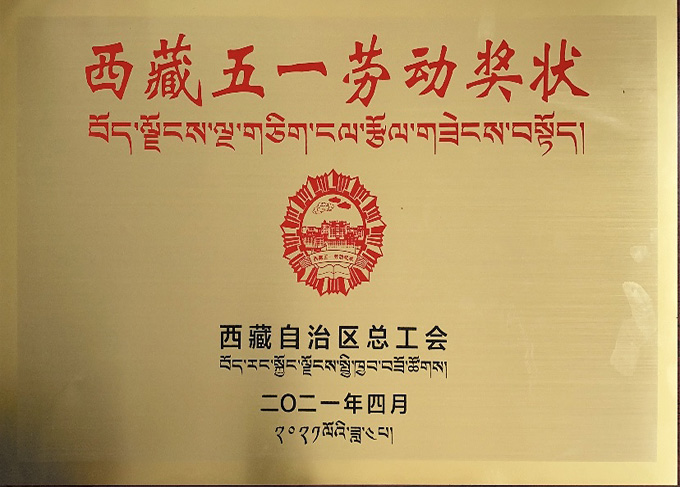 西藏五一劳动奖状
བོད་ལྗོངས་ལྔ་གཅིག་ངལ་རྩོལ་གཟེངས་བསྟོད།
西藏自治区总工会
བོད་རང་སྐྱོང་ལྗོངས་སྤྱི་ཁྱབ་བཟོ་ཚོགས།
二〇二一年四月
༢༠༢༡ལོའི་ཟླ་༤པ།